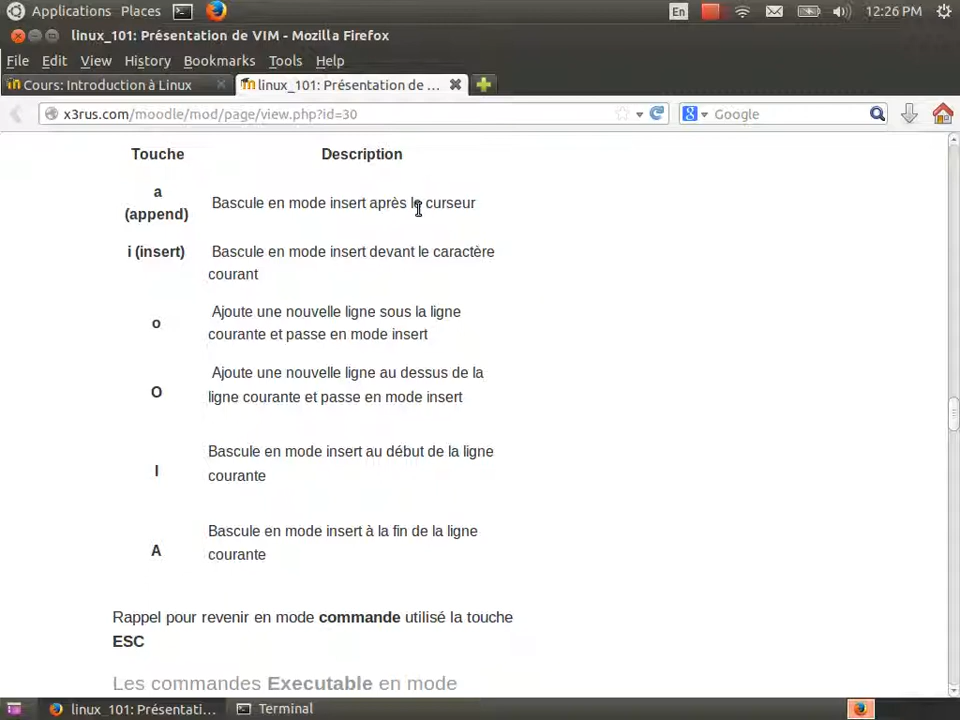 Applications Places En 12:26 PM
linux_101: Présentation de VIM - Mozilla Firefox
File Edit View History Bookmarks Tools Help
Cours: Introduction à Linux linux_101: Présentation de ...
x3rus.com/moodle/mod/page/view.php?id=30 Google
Touche Description
a
(append)
Bascule en mode insert après le curseur
i (insert)
Bascule en mode insert devant le caractère
courant
o
Ajoute une nouvelle ligne sous la ligne
courante et passe en mode insert
O
Ajoute une nouvelle ligne au dessus de la
ligne courante et passe en mode insert
I
Bascule en mode insert au début de la ligne
courante
A
Bascule en mode insert à la fin de la ligne
courante
Rappel pour revenir en mode commande utilisé la touche
ESC
Les commandes Executable en mode
linux_101: Présentati... Terminal